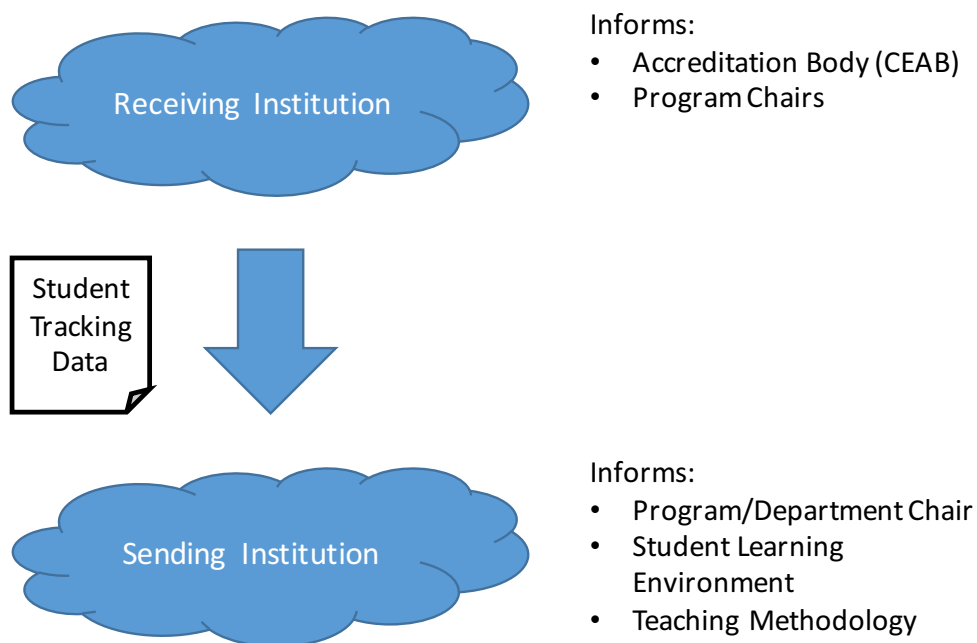 Receiving Institution
Informs:
• Accreditation Body (CEAB)
• Program Chairs
Student
Tracking
Data
Sending Institution
Informs:
• Program/Department Chair
• Student Learning
Environment
• Teaching Methodology